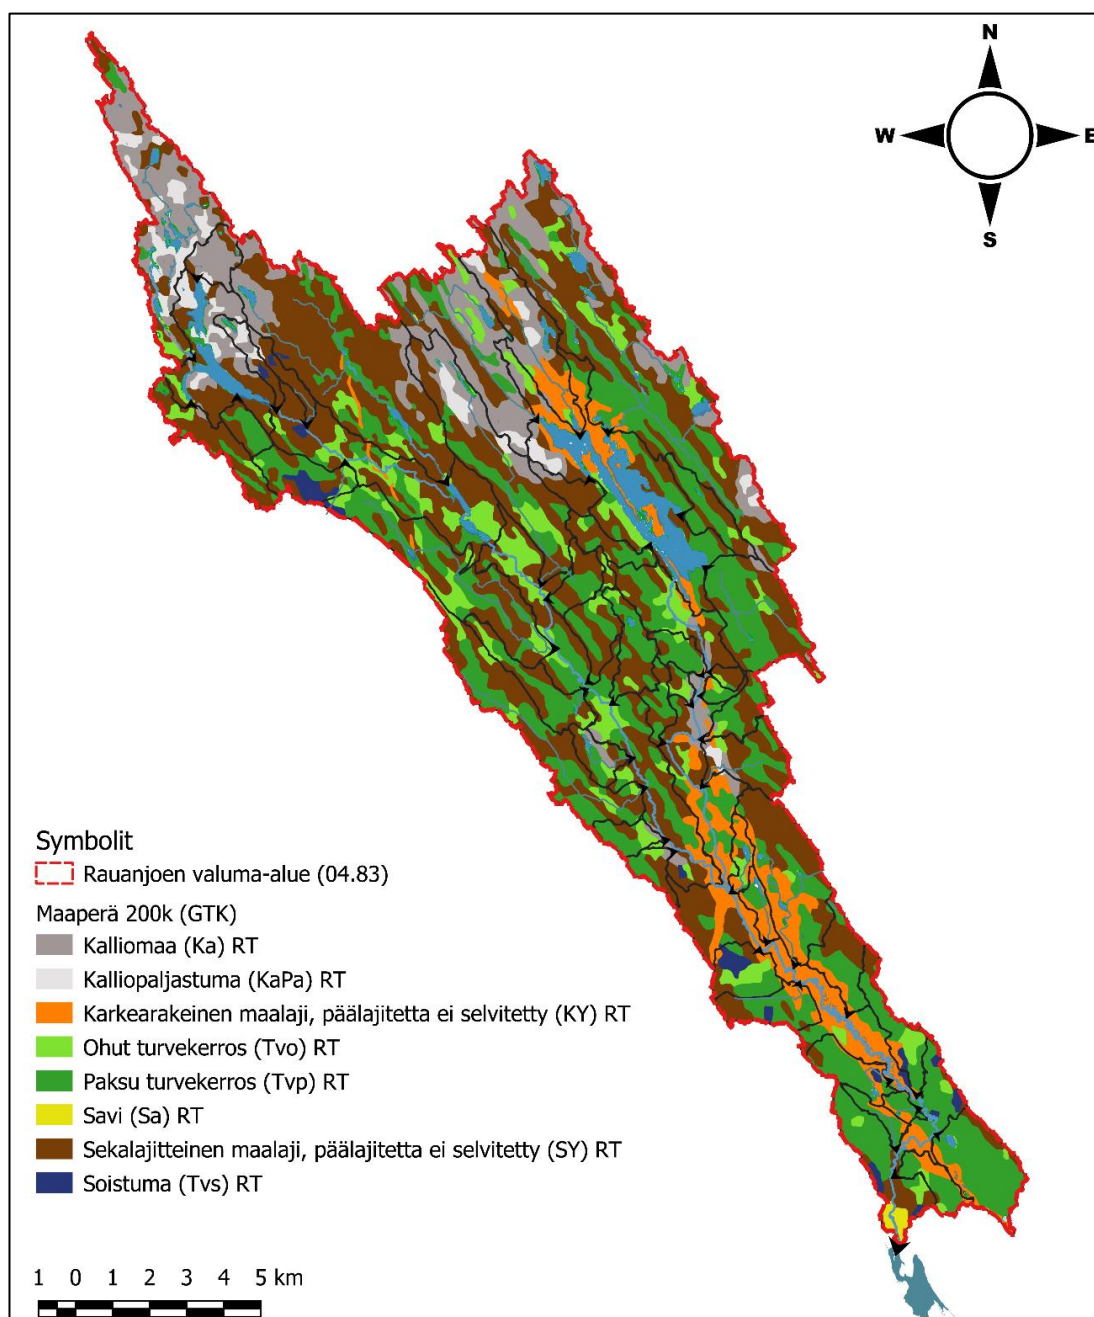 N
W E
S
Symbolit
Rauanjoen valuma-alue (04.83)
Maaperä 200k (GTK)
Kalliomaa (Ka) RT
Kalliopaljastuma (KaPa) RT
Karkearakeinen maalaji, päälajitetta ei selvitetty (KY) RT
Ohut turvekerros (Tvo) RT
Paksu turvekerros (Tvp) RT
Savi (Sa) RT
Sekalajitteinen maalaji, päälajitetta ei selvitetty (SY) RT
Soistuma (Tvs) RT
1 0 1 2 3 4 5 km